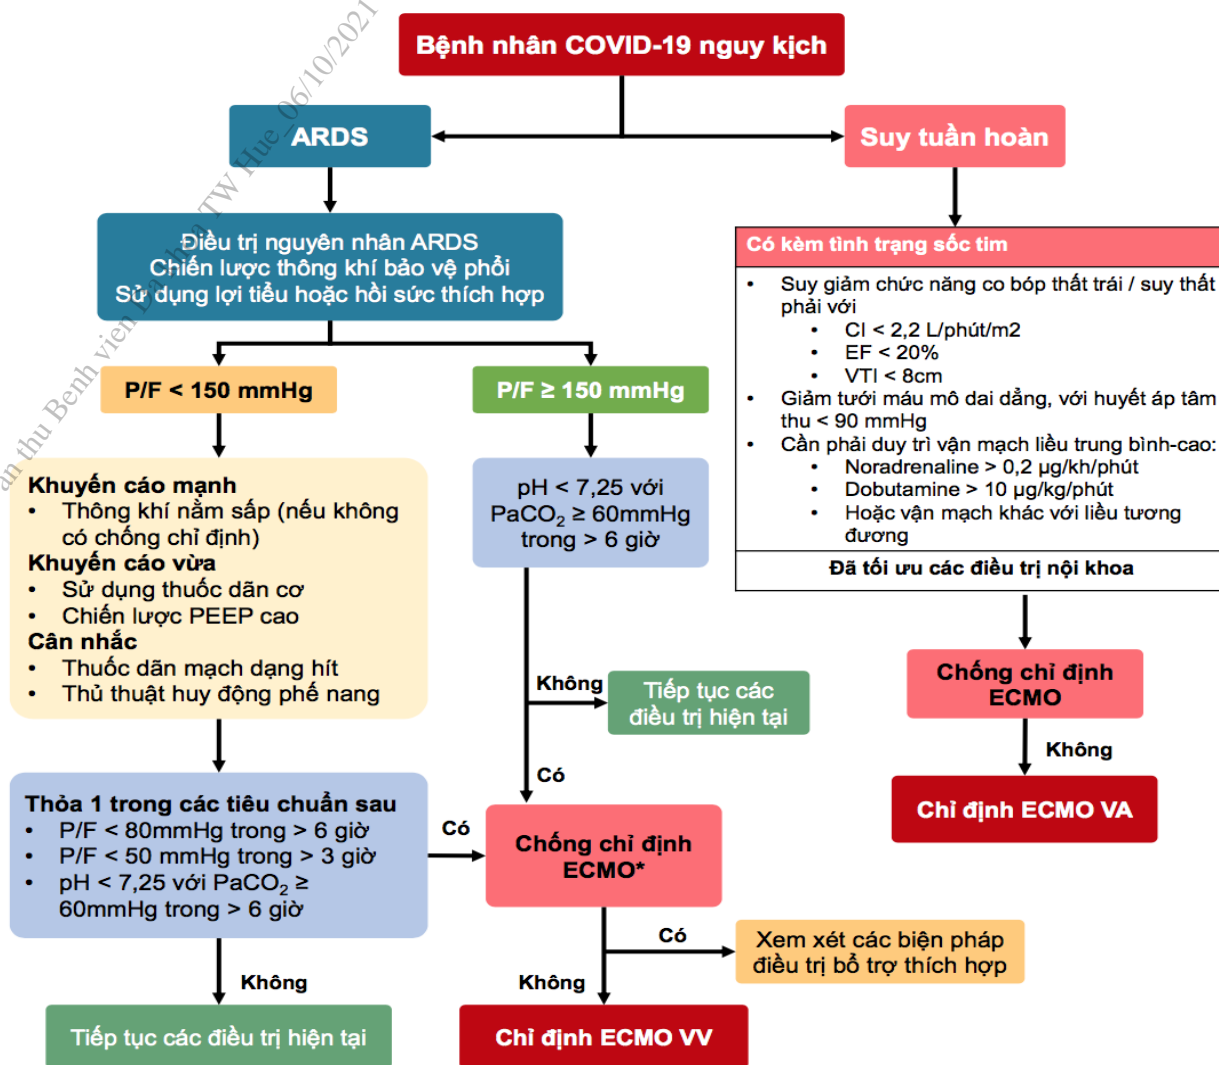 Bệnh nhân COVID-19 nguy kịch
ARDS
Suy tuần hoàn
Điều trị nguyên nhân ARDS
Chiến lược thông khí bảo vệ phổi
Sử dụng lợi tiểu hoặc hồi sức thích hợp
P/F < 150 mmHg
P/F ≥ 150 mmHg
Khuyến cáo mạnh
• Thông khí nằm sấp (nếu không
có chống chỉ định)
Khuyến cáo vừa
• Sử dụng thuốc dãn cơ
• Chiến lược PEEP cao
Cân nhắc
• Thuốc dãn mạch dạng hít
• Thủ thuật huy động phế nang
pH < 7,25 với
PaCO₂ ≥ 60mmHg
trong > 6 giờ
Không
Tiếp tục các
điều trị hiện tại
Có
Thỏa 1 trong các tiêu chuẩn sau
• P/F < 80mmHg trong > 6 giờ
• P/F < 50 mmHg trong > 3 giờ
• pH < 7,25 với PaCO₂ ≥
60mmHg trong > 6 giờ
Có
Chống chỉ định
ECMO*
Không
Tiếp tục các điều trị hiện tại
Có
Xem xét các biện pháp
điều trị bổ trợ thích hợp
Không
Chỉ định ECMO VV
Có kèm tình trạng sốc tim
• Suy giảm chức năng co bóp thất trái / suy thất
phải với
• CI < 2,2 L/phút/m2
• EF < 20%
• VTI < 8cm
• Giảm tưới máu mô dai dẳng, với huyết áp tâm
thu < 90 mmHg
• Cần phải duy trì vận mạch liều trung bình-cao:
• Noradrenaline > 0,2 µg/kh/phút
• Dobutamine > 10 µg/kg/phút
• Hoặc vận mạch khác với liều tương
đương
Đã tối ưu các điều trị nội khoa
Chống chỉ định
ECMO
Không
Chỉ định ECMO VA
an thu Benh vien Da khoa TW Hue_06/10/2021